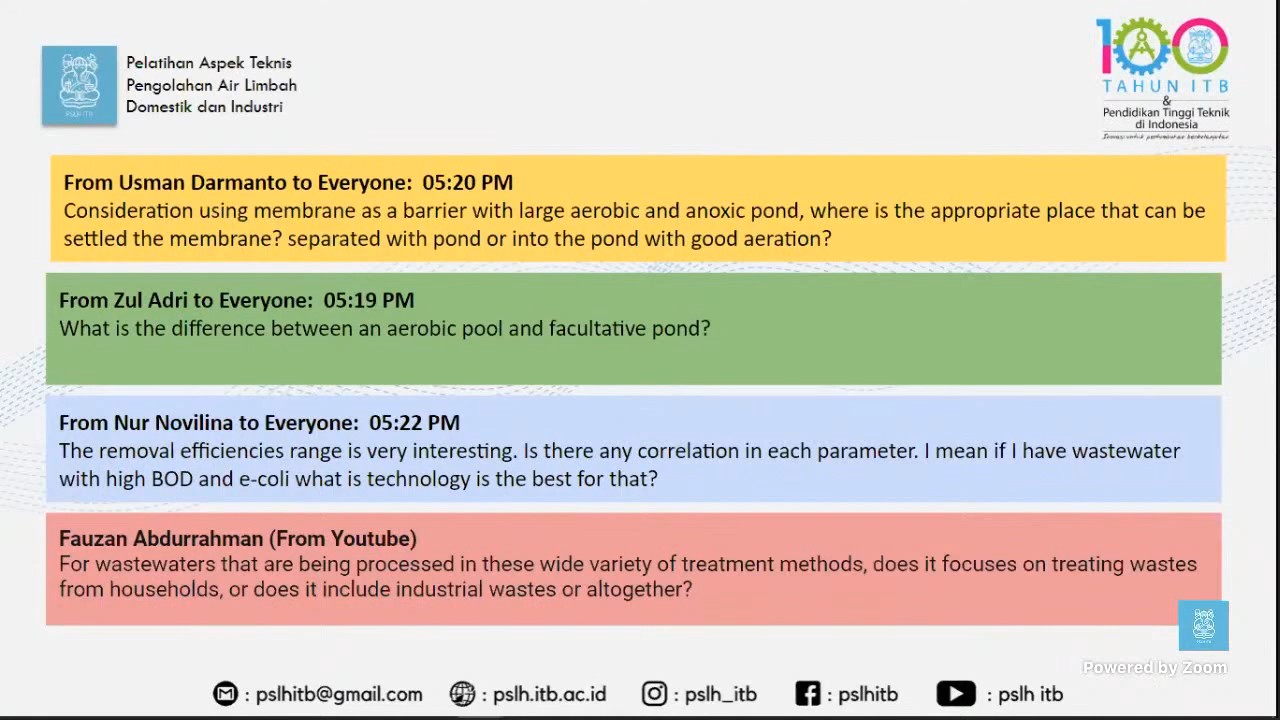 Pelatihan Aspek Teknis
Pengolahan Air Limbah
Domestik dan Industri
PSLH ITB
100
TAHUN ITB
&
Pendidikan Tinggi Teknik
di Indonesia
From Usman Darmanto to Everyone: 05:20 PM
Consideration using membrane as a barrier with large aerobic and anoxic pond, where is the appropriate place that can be
settled the membrane? separated with pond or into the pond with good aeration?
From Zul Adri to Everyone: 05:19 PM
What is the difference between an aerobic pool and facultative pond?
From Nur Novilina to Everyone: 05:22 PM
The removal efficiencies range is very interesting. Is there any correlation in each parameter. I mean if I have wastewater
with high BOD and e-coli what is technology is the best for that?
Fauzan Abdurrahman (From Youtube)
For wastewaters that are being processed in these wide variety of treatment methods, does it focuses on treating wastes
from households, or does it include industrial wastes or altogether?
Powered by Zoom
: pslhitb@gmail.com : pslh.itb.ac.id : pslh_itb : pslhitb : pslh itb